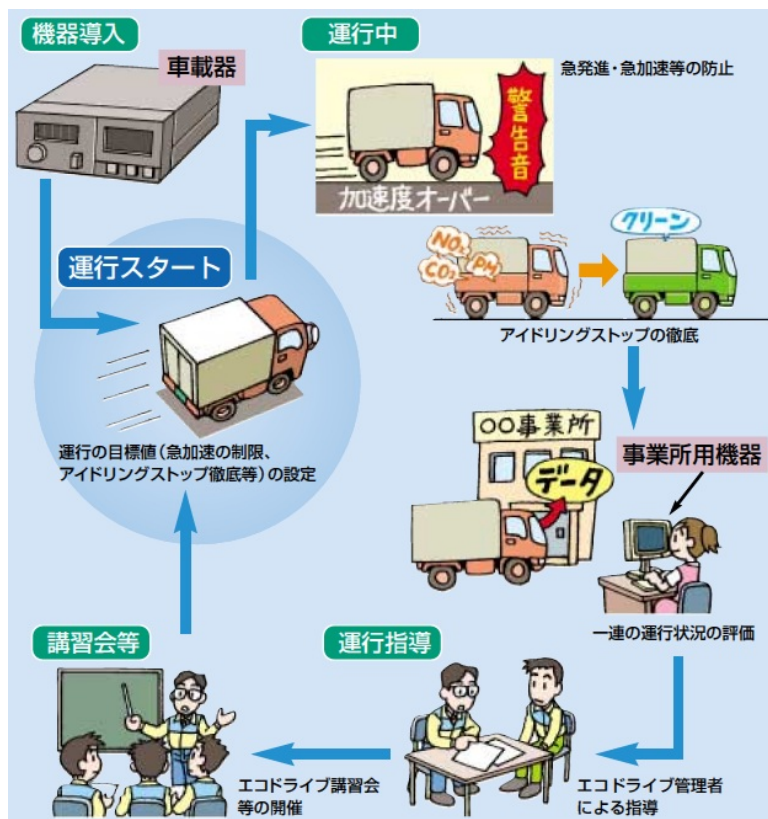 機器導入
車載器
運行中
急発進・急加速等の防止
警告音
加速度オーバー
運行スタート
運行の目標値（急加速の制限、
アイドリングストップ徹底等）の設定
NOx
CO2
PM
クリーン
アイドリングストップの徹底
〇〇事業所
データ
事業所用機器
一連の運行状況の評価
運行指導
エコドライブ管理者
による指導
講習会等
エコドライブ講習会
等の開催